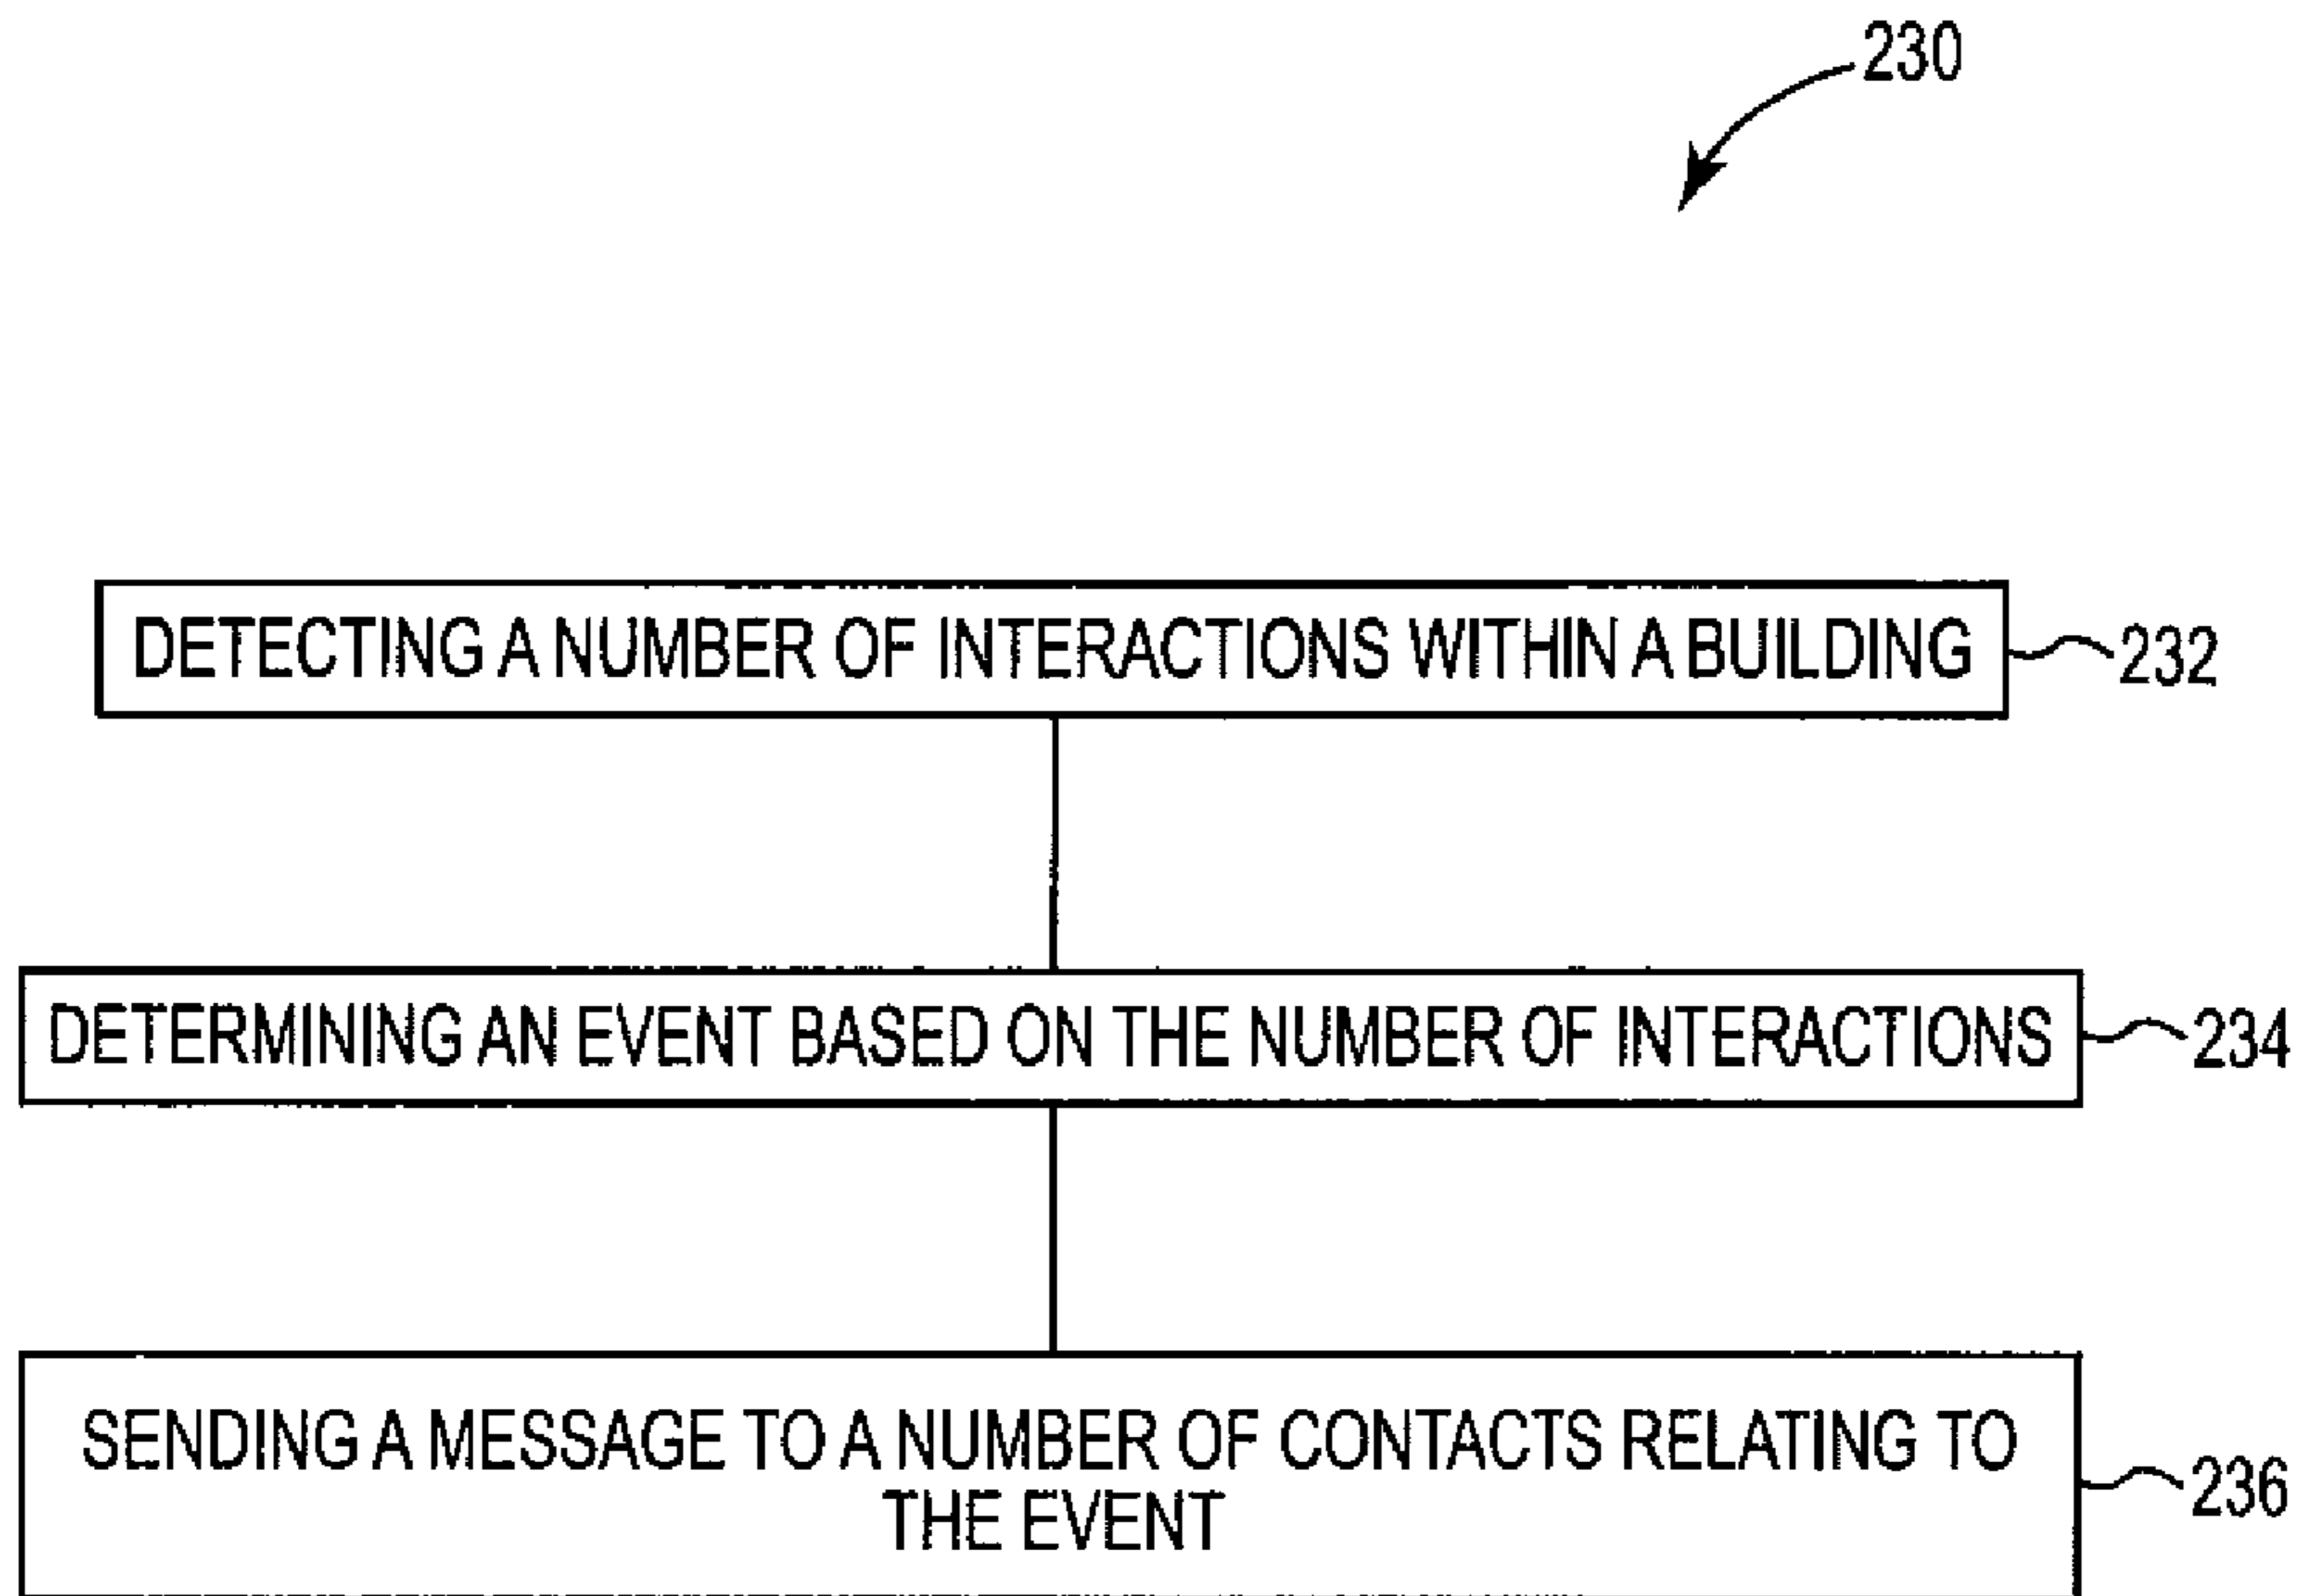 230
DETECTING A NUMBER OF INTERACTIONS WITHIN A BUILDING
232
DETERMINING AN EVENT BASED ON THE NUMBER OF INTERACTIONS
234
SENDING A MESSAGE TO A NUMBER OF CONTACTS RELATING TO
THE EVENT
236